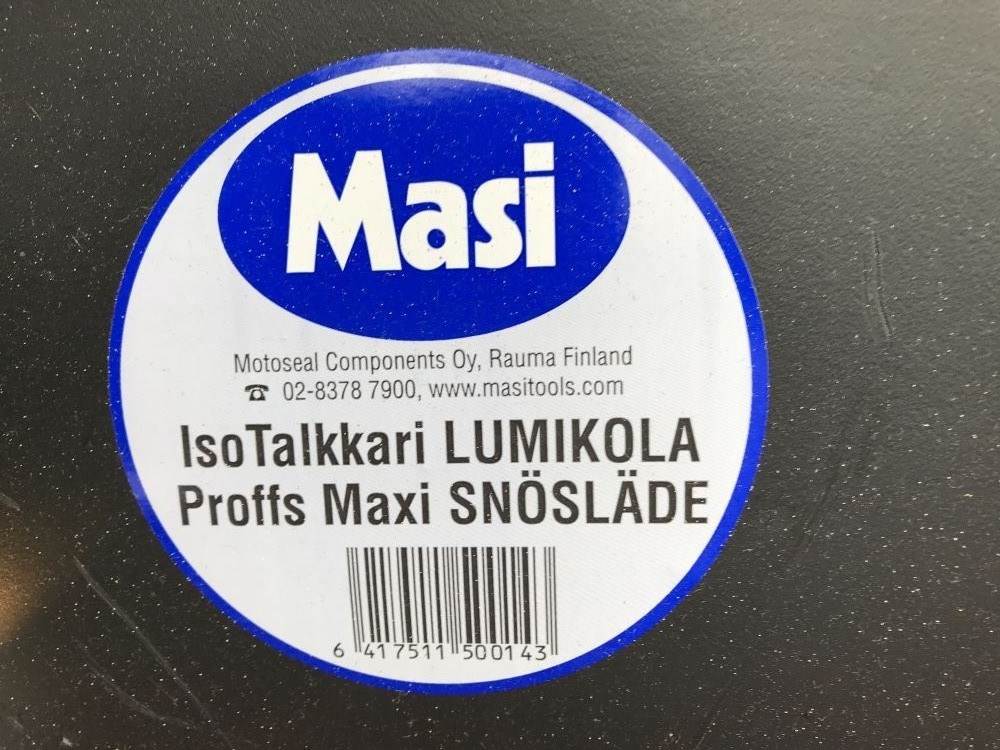 Masi
Motoseal Components Oy, Rauma Finland
☎ 02-8378 7900, www.masitools.com
IsoTalkkari LUMIKOLA
Proffs Maxi SNÖSLÄDE
6 417511 500143